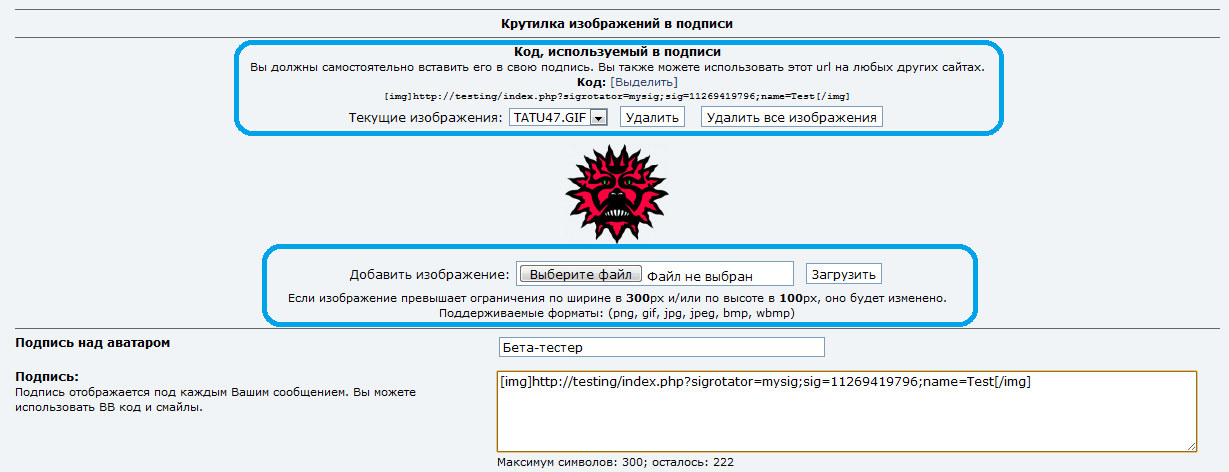 Крутилка изображений в подписи
Код, используемый в подписи
Вы должны самостоятельно вставить его в свою подпись. Вы также можете использовать этот url на любых других сайтах.
Код: [Выделить]
[img]http://testing/index.php?sigrotator=mysig;sig=11269419796;name=Test[/img]
Текущие изображения: TATU47.GIF Удалить Удалить все изображения
Добавить изображение: Выберите файл Файл не выбран Загрузить
Если изображение превышает ограничения по ширине в 300px и/или по высоте в 100px, оно будет изменено.
Поддерживаемые форматы: (png, gif, jpg, jpeg, bmp, wbmp)
Подпись над аватаром Бета-тестер
Подпись: [img]http://testing/index.php?sigrotator=mysig;sig=11269419796;name=Test[/img]
Подпись отображается под каждым Вашим сообщением. Вы можете
использовать BB код и смайлы.
Максимум символов: 300; осталось: 222